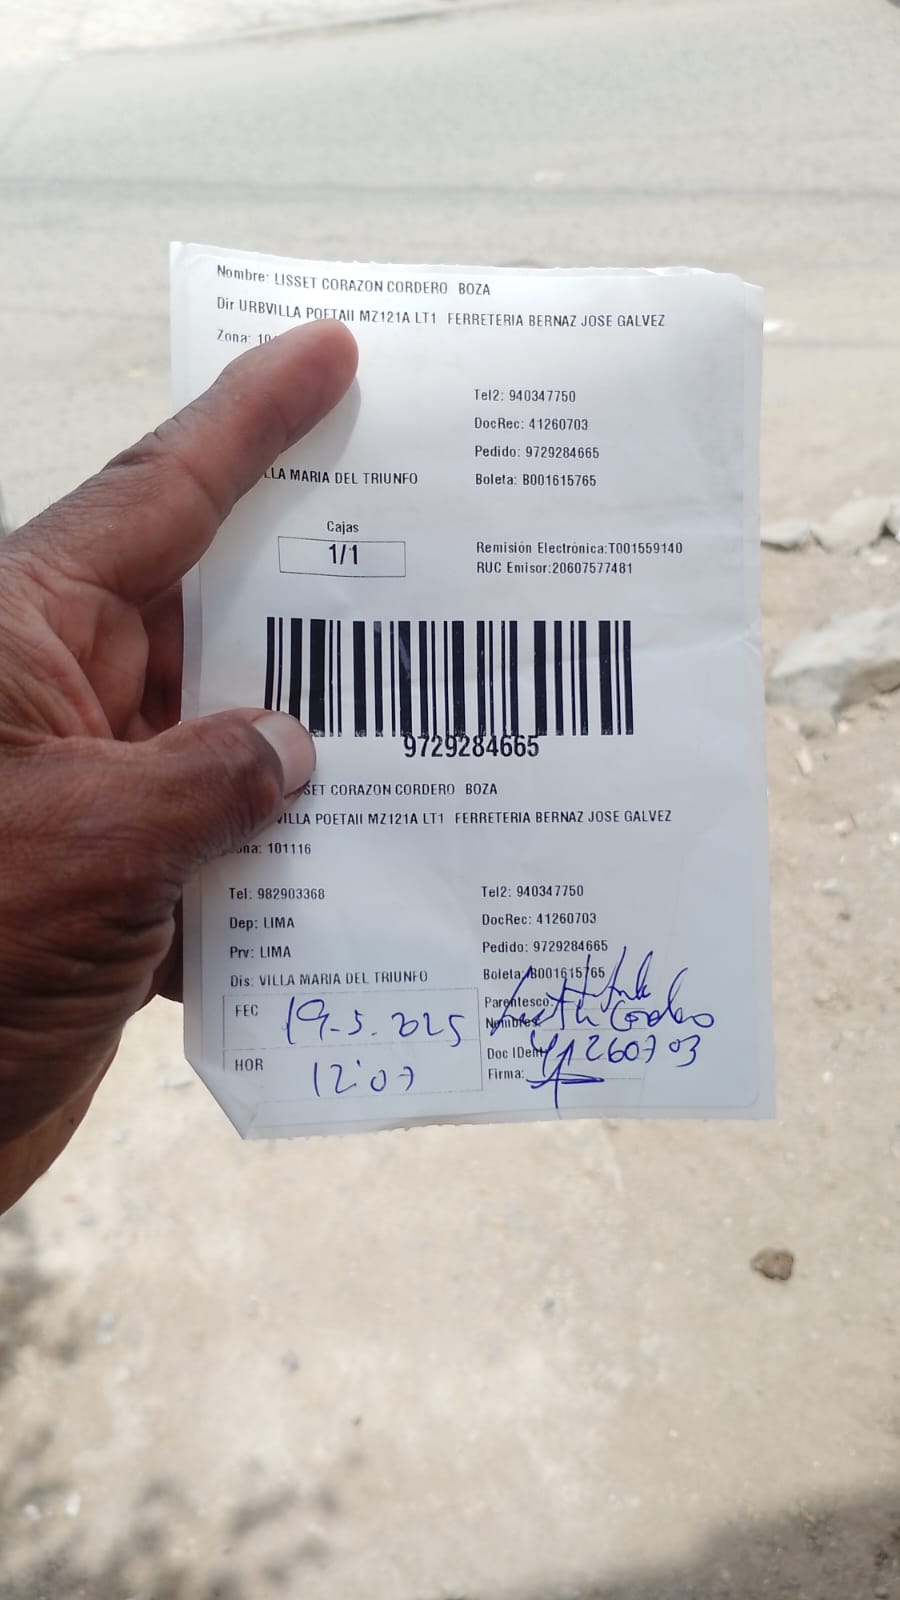 Nombre: LISSET CORAZON CORDERO BOZA
Dir URBVILLA POETAII MZ121A LT1 FERRETERIA BERNAZ JOSE GALVEZ
Zona:
Tel2: 940347750
DocRec: 41260703
Pedido: 9729284665
LLA MARIA DEL TRIUNFO Boleta: B001615765
Cajas
1/1
Remisión Electrónica:T001559140
RUC Emisor:20607577481
9729284665
SET CORAZON CORDERO BOZA
VILLA POETAII MZ121A LT1 FERRETERIA BERNAZ JOSE GALVEZ
ona: 101116
Tel: 982903368 Tel2: 940347750
Dep: LIMA DocRec: 41260703
Prv: LIMA Pedido: 9729284665
Dis: VILLA MARIA DEL TRIUNFO Boleta: B001615765
FEC 19-5-2025 Parentesco: Titular
Nombres: Lisseth Cordero
HOR 12:07 Doc IDent 41260703
Firma: